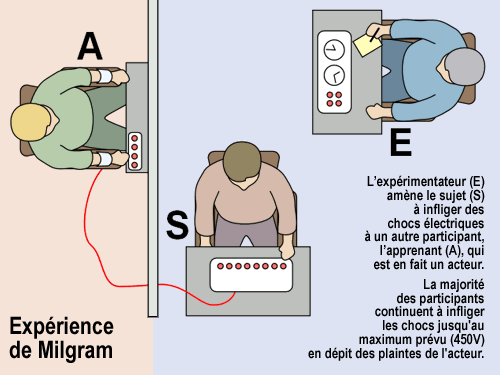 A
E
S
L'expérimentateur (E)
amène le sujet (S)
à infliger des
chocs électriques
à un autre participant,
l'apprenant (A), qui
est en fait un acteur.
La majorité
des participants
continuent à infliger
les chocs jusqu'au
maximum prévu (450V)
en dépit des plaintes de l'acteur.
Expérience
de Milgram